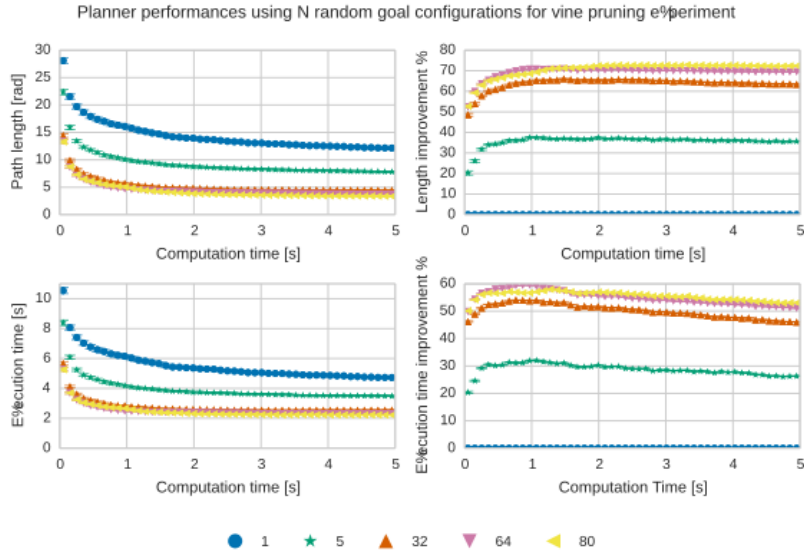 Planner performances using N random goal configurations for vine pruning e%periment
30
25
20
15
10
5
0
Path length [rad]
0 1 2 3 4 5
Computation time [s]
80
70
60
50
40
30
20
10
0
Length improvement %
0 1 2 3 4 5
Computation time [s]
10
8
6
4
2
0
E%ecution time [s]
0 1 2 3 4 5
Computation time [s]
60
50
40
30
20
10
0
E%ecution time improvement %
0 1 2 3 4 5
Computation Time [s]
1 5 32 64 80